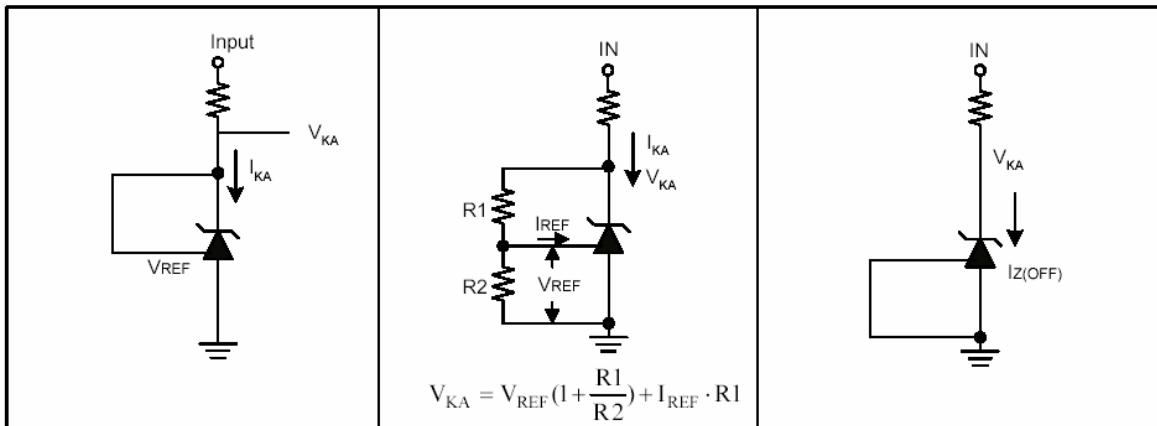 Input
VKA
IKA
VREF
IN
IKA
VKA
R1
IREF
R2
VREF
VKA = VREF(1+R1/R2)+IREF·R1
IN
VKA
IZ(OFF)